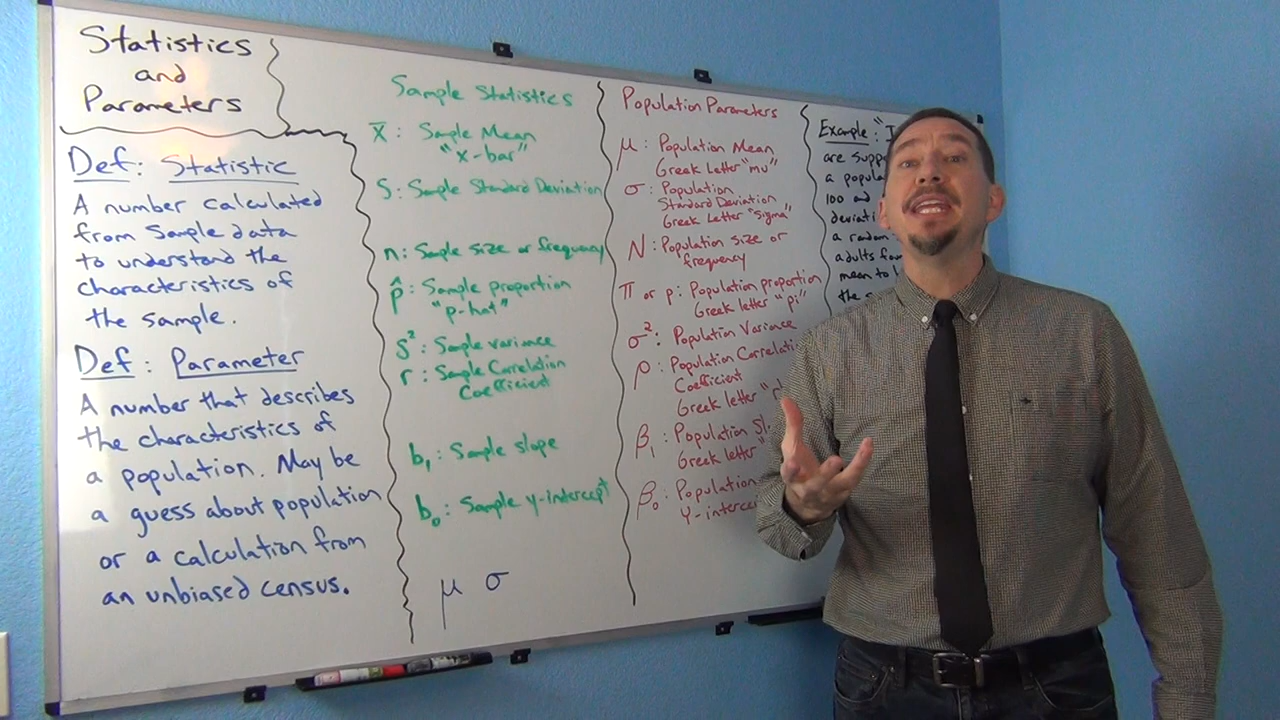 Statistics
and
Parameters
Def: Statistic
A number calculated
from Sample data
to understand the
characteristics of
the sample.
Def: Parameter
A number that describes
the characteristics of
a population. May be
a guess about population
or a calculation from
an unbiased census.
Sample Statistics
x̄: Sample Mean
"x-bar"
S: Sample Standard Deviation
n: Sample size or frequency
p̂: Sample proportion
"p-hat"
s²: Sample variance
r: Sample Correlation
Coefficient
b₁: Sample slope
b₀: Sample y-intercept
μ σ
Population Parameters
μ: Population Mean
Greek Letter "mu"
σ: Population
Standard Deviation
Greek Letter "Sigma"
N: Population size or
frequency
π or p: Population proportion
Greek letter "pi"
σ²: Population Variance
ρ: Population
Coefficient
Greek letter
β₁: Population
Greek letter
β₀: Population
Example:
are
a
100 and
a
adults
mean to
the